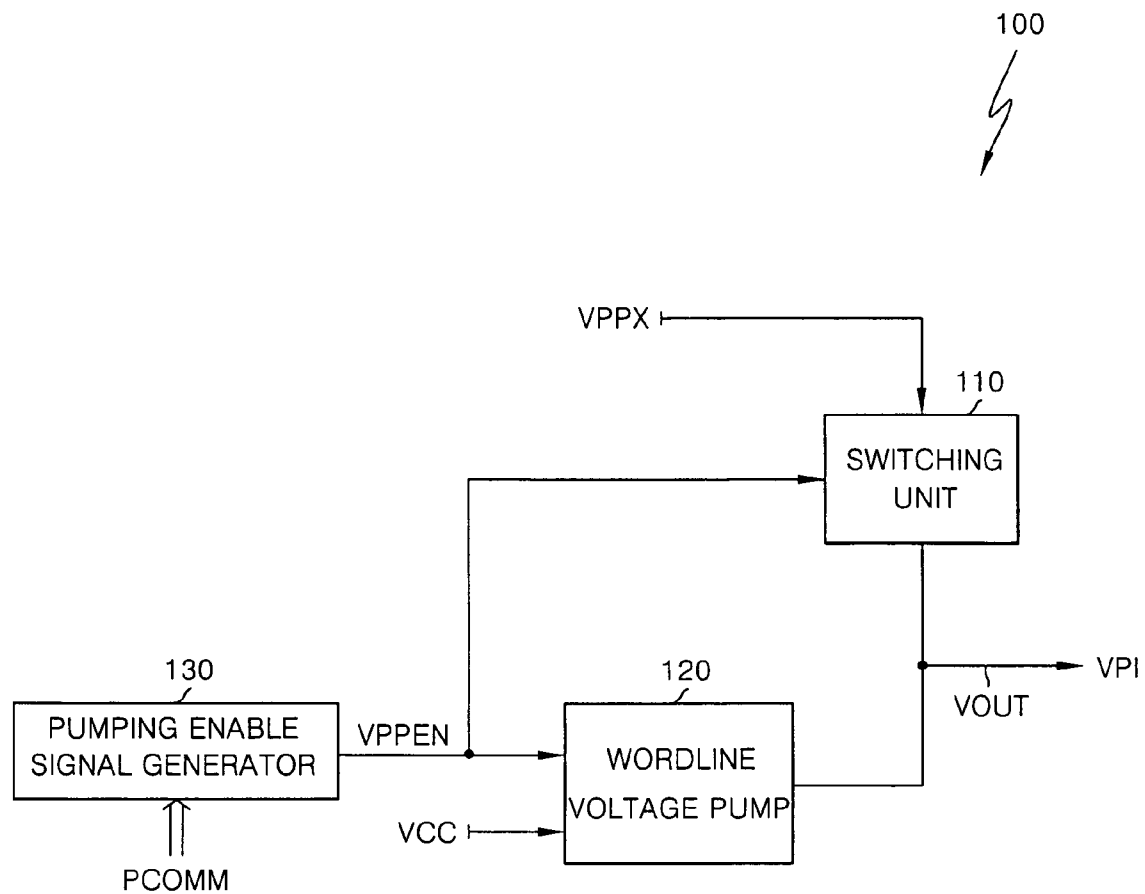 100
VPPX
110
SWITCHING
UNIT
130
PUMPING ENABLE
SIGNAL GENERATOR
VPPEN
120
WORDLINE
VOLTAGE PUMP
VOUT
VPI
VCC
PCOMM